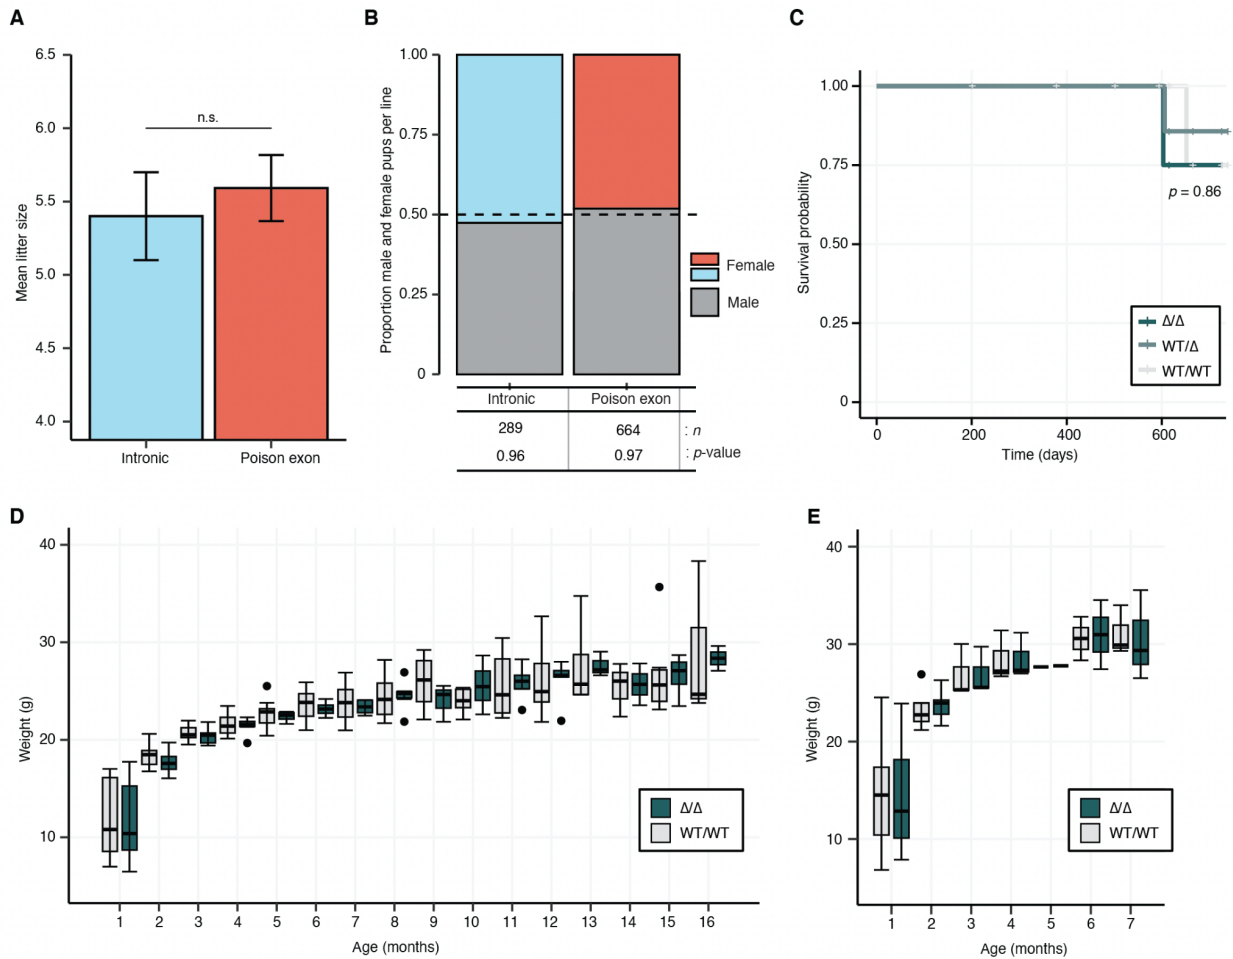 A
6.5
6.0
5.5
5.0
4.5
4.0
Mean litter size
n.s.
Intronic
Poison exon
B
1.00
0.75
0.50
0.25
0
Proportion male and female pups per line
Female
Male
Intronic
Poison exon
289
664
: n
0.96
0.97
: p-value
C
1.00
0.75
0.50
0.25
0
Survival probability
p = 0.86
Δ/Δ
WT/Δ
WT/WT
0
200
400
600
Time (days)
D
40
30
20
10
Weight (g)
Δ/Δ
WT/WT
1 2 3 4 5 6 7 8 9 10 11 12 13 14 15 16
Age (months)
E
40
30
20
10
Weight (g)
Δ/Δ
WT/WT
1 2 3 4 5 6 7
Age (months)